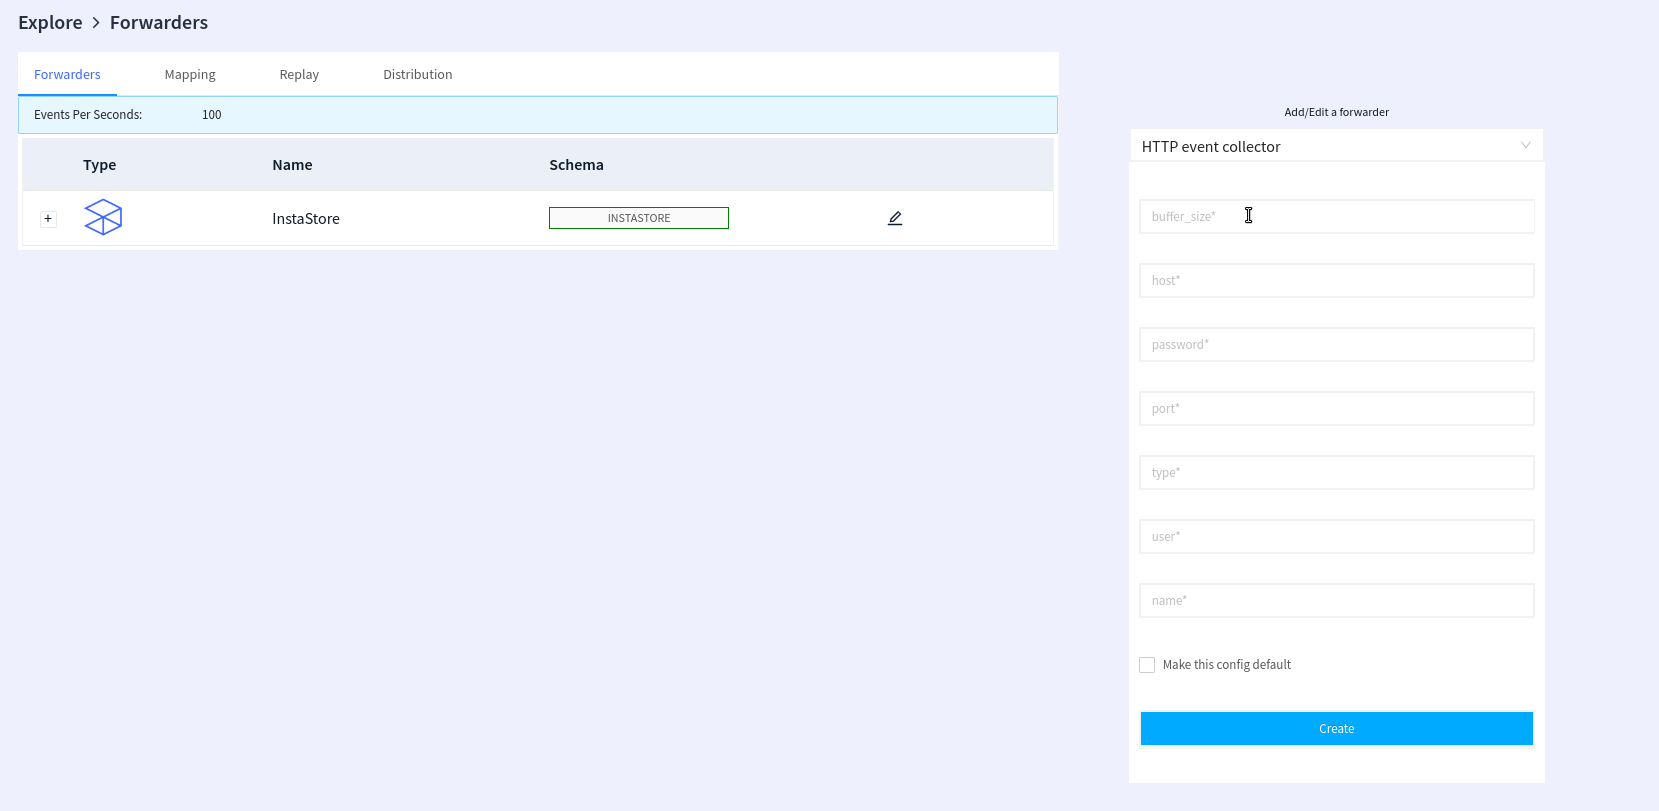 Explore > Forwarders
Forwarders Mapping Replay Distribution
Events Per Seconds: 100
Type Name Schema
+ InstaStore INSTASTORE
Add/Edit a forwarder
HTTP event collector
buffer_size*
host*
password*
port*
type*
user*
name*
Make this config default
Create